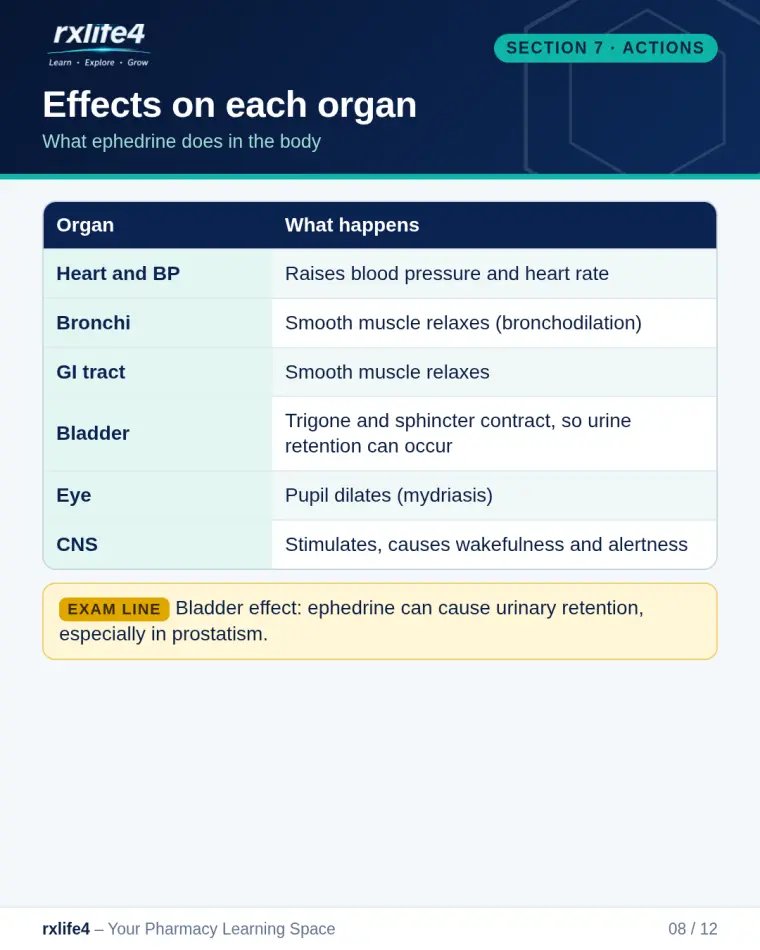 rxlife4
Learn · Explore · Grow
SECTION 7 · ACTIONS
Effects on each organ
What ephedrine does in the body
Organ What happens
Heart and BP Raises blood pressure and heart rate
Bronchi Smooth muscle relaxes (bronchodilation)
GI tract Smooth muscle relaxes
Bladder Trigone and sphincter contract, so urine
retention can occur
Eye Pupil dilates (mydriasis)
CNS Stimulates, causes wakefulness and alertness
EXAM LINE Bladder effect: ephedrine can cause urinary retention,
especially in prostatism.
rxlife4 – Your Pharmacy Learning Space 08 / 12